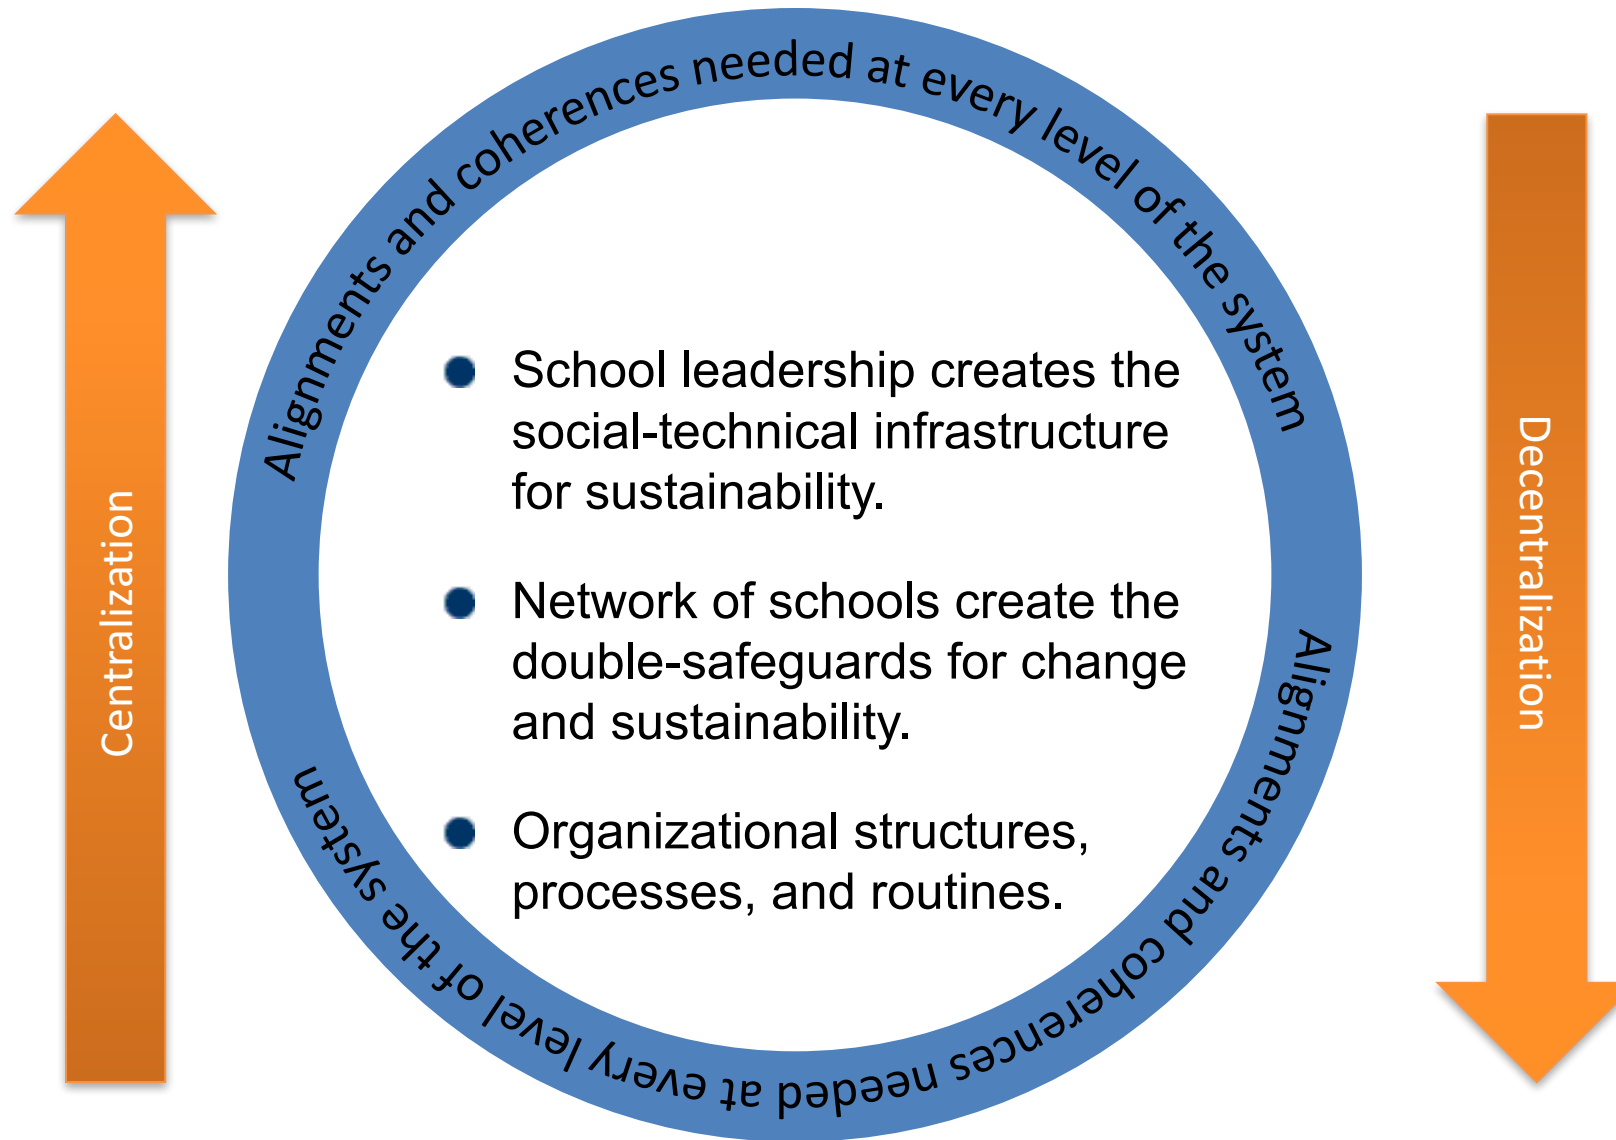 Alignments and coherences needed at every level of the system
Centralization
School leadership creates the
social-technical infrastructure
for sustainability.
Network of schools create the
double-safeguards for change
and sustainability.
Organizational structures,
processes, and routines.
Decentralization
Alignments and coherences needed at every level of the system